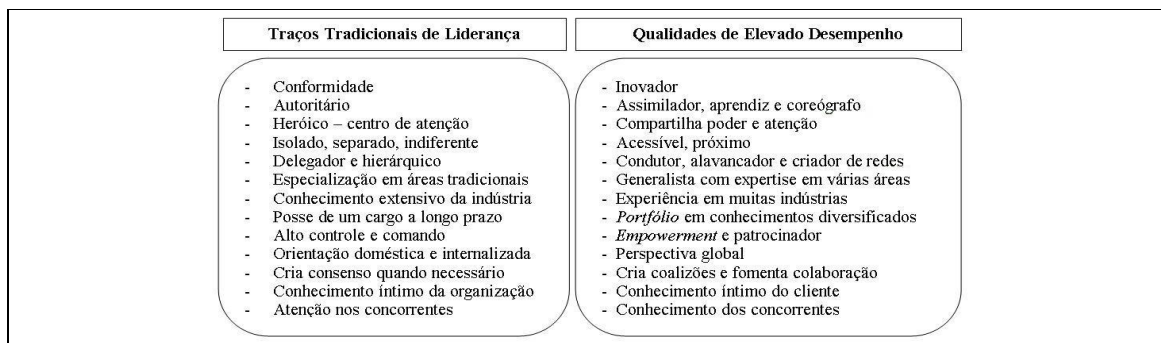 Traços Tradicionais de Liderança
- Conformidade
- Autoritário
- Heróico – centro de atenção
- Isolado, separado, indiferente
- Delegador e hierárquico
- Especialização em áreas tradicionais
- Conhecimento extensivo da indústria
- Posse de um cargo a longo prazo
- Alto controle e comando
- Orientação doméstica e internalizada
- Cria consenso quando necessário
- Conhecimento íntimo da organização
- Atenção nos concorrentes
Qualidades de Elevado Desempenho
- Inovador
- Assimilador, aprendiz e coreógrafo
- Compartilha poder e atenção
- Acessível, próximo
- Condutor, alavancador e criador de redes
- Generalista com expertise em várias áreas
- Experiência em muitas indústrias
- Portfólio em conhecimentos diversificados
- Empowerment e patrocinador
- Perspectiva global
- Cria coalizões e fomenta colaboração
- Conhecimento íntimo do cliente
- Conhecimento dos concorrentes